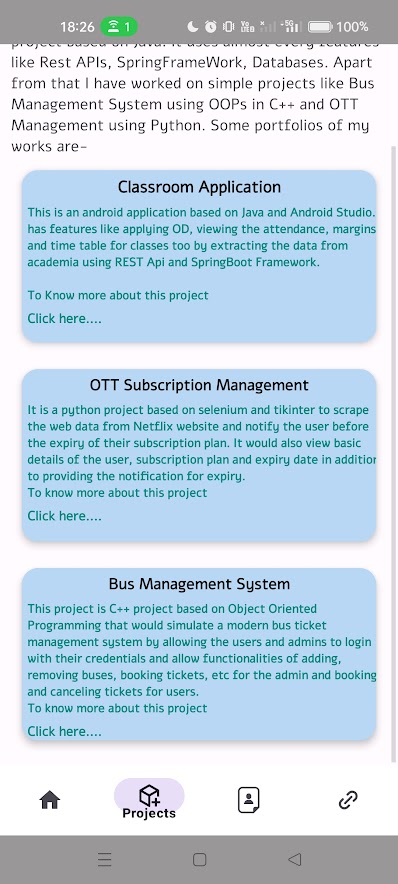 18:26 1 Vo LTE2 5G 100%
project based on Java. It uses almost every features
like Rest APIs, SpringFrameWork, Databases. Apart
from that I have worked on simple projects like Bus
Management System using OOPs in C++ and OTT
Management using Python. Some portfolios of my
works are-
Classroom Application
This is an android application based on Java and Android Studio.
has features like applying OD, viewing the attendance, margins
and time table for classes too by extracting the data from
academia using REST Api and SpringBoot Framework.
To Know more about this project
Click here....
OTT Subscription Management
It is a python project based on selenium and tikinter to scrape
the web data from Netflix website and notify the user before
the expiry of their subscription plan. It would also view basic
details of the user, subscription plan and expiry date in addition
to providing the notification for expiry.
To know more about this project
Click here....
Bus Management System
This project is C++ project based on Object Oriented
Programming that would simulate a modern bus ticket
management system by allowing the users and admins to login
with their credentials and allow functionalities of adding,
removing buses, booking tickets, etc for the admin and booking
and canceling tickets for users.
To know more about this project
Click here....
Projects